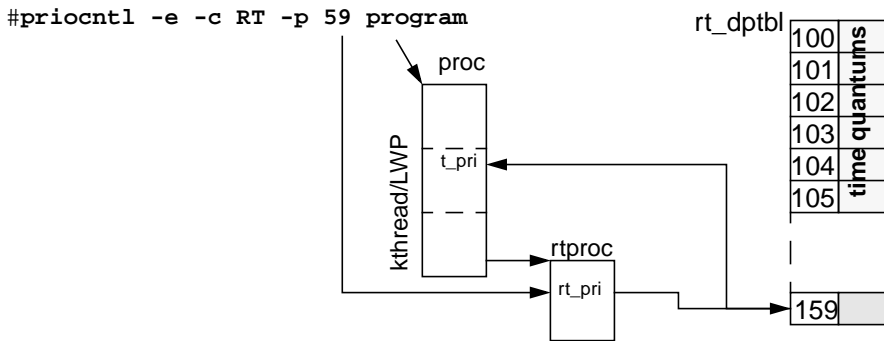 #priocntl -e -c RT -p 59 program
rt_dptbl
proc
100
101
102
103
104
105
time quantums
t_pri
kthread/LWP
rtproc
rt_pri
159